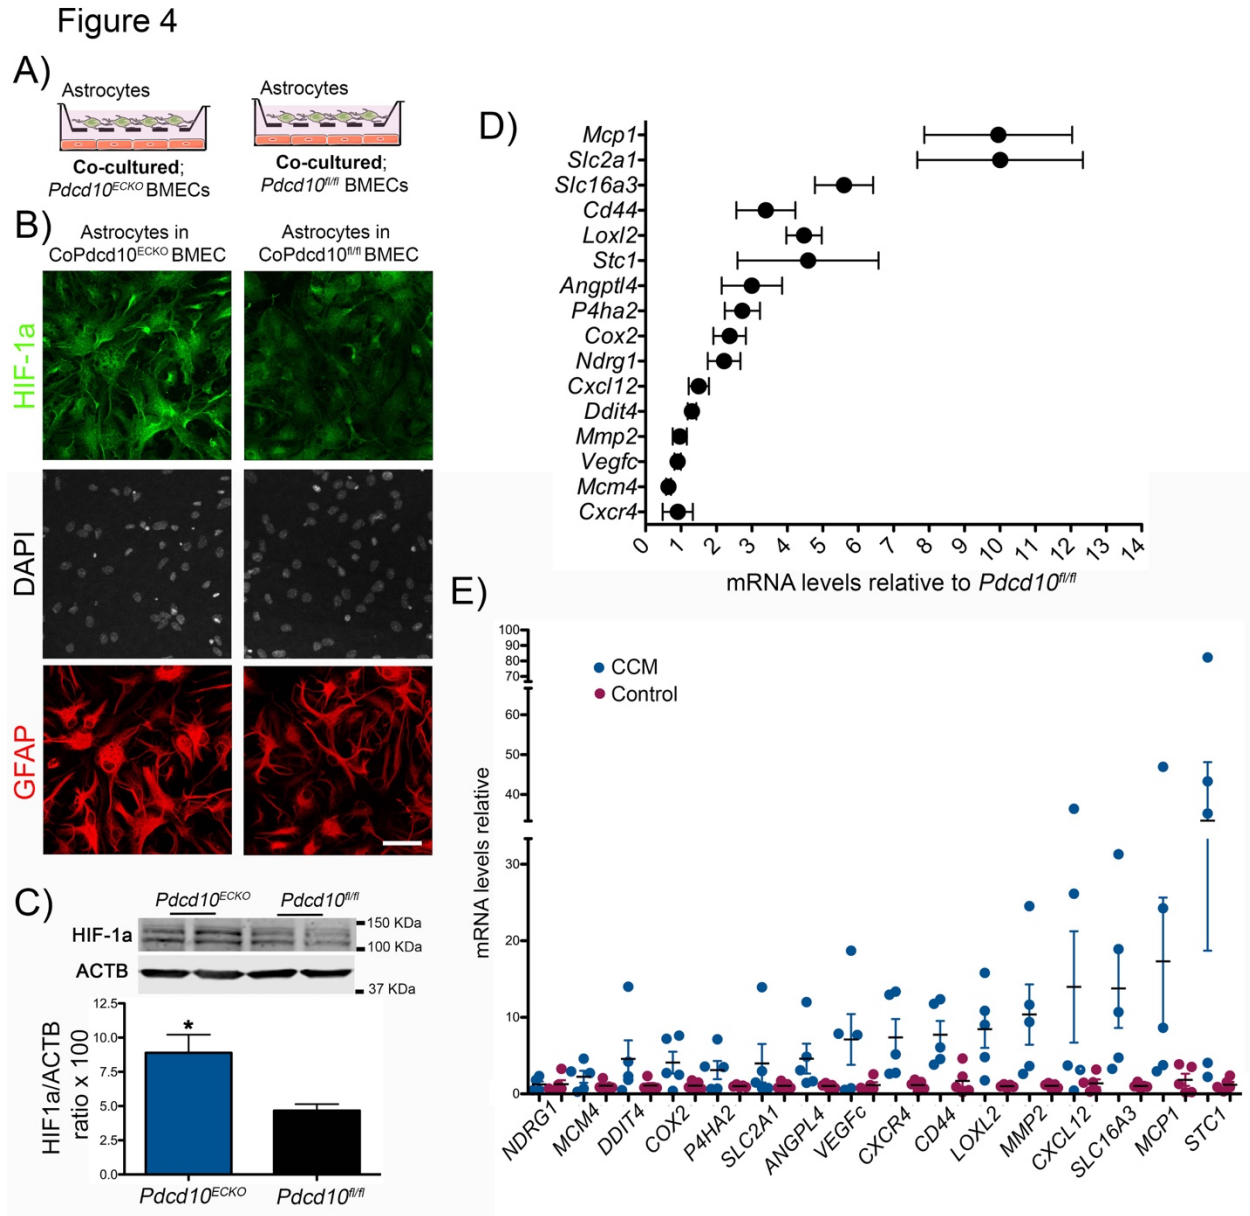 Figure 4
A)
Astrocytes
Astrocytes
Co-cultured;
Pdcd10ECKO BMECs
Co-cultured;
Pdcd10fl/fl BMECs
B)
Astrocytes in
CoPdcd10ECKO BMEC
Astrocytes in
CoPdcd10fl/fl BMEC
HIF-1a
DAPI
GFAP
C)
Pdcd10ECKO
Pdcd10fl/fl
HIF-1a
150 KDa
100 KDa
ACTB
37 KDa
HIF1a/ACTB
ratio x 100
12.5
10.0
7.5
5.0
2.5
0.0
*
Pdcd10ECKO
Pdcd10fl/fl
D)
Mcp1
Slc2a1
Slc16a3
Cd44
Loxl2
Stc1
Angptl4
P4ha2
Cox2
Ndrg1
Cxcl12
Ddit4
Mmp2
Vegfc
Mcm4
Cxcr4
0 1 2 3 4 5 6 7 8 9 10 11 12 13 14
mRNA levels relative to Pdcd10fl/fl
E)
mRNA levels relative
100
90
80
70
60
50
40
30
20
10
0
CCM
Control
NDRG1
MCM4
DDIT4
COX2
P4HA2
SLC2A1
ANGPL4
VEGFc
CXCR4
CD44
LOXL2
MMP2
CXCL12
SLC16A3
MCP1
STC1